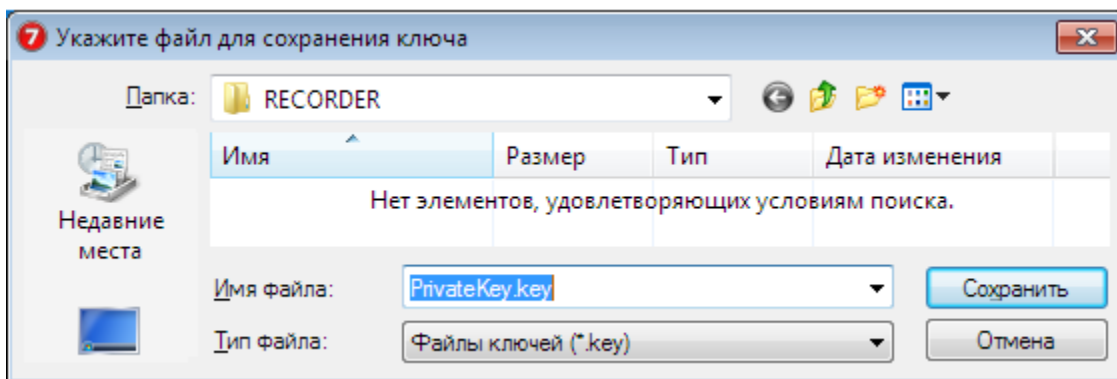 7 Укажите файл для сохранения ключа
Папка: RECORDER
Имя Размер Тип Дата изменения
Нет элементов, удовлетворяющих условиям поиска.
Недавние
места
Имя файла: PrivateKey.key Сохранить
Тип файла: Файлы ключей (*.key) Отмена